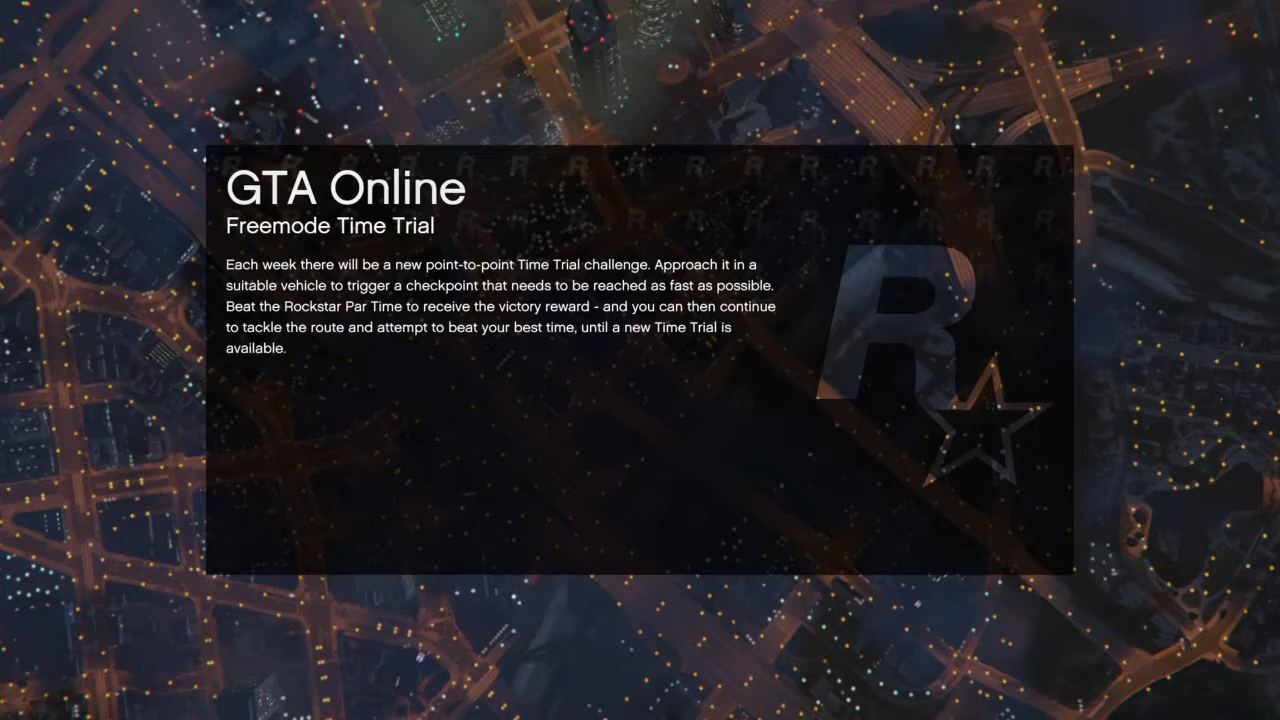 GTA Online
Freemode Time Trial
Each week there will be a new point-to-point Time Trial challenge. Approach it in a
suitable vehicle to trigger a checkpoint that needs to be reached as fast as possible.
Beat the Rockstar Par Time to receive the victory reward - and you can then continue
to tackle the route and attempt to beat your best time, until a new Time Trial is
available.
R